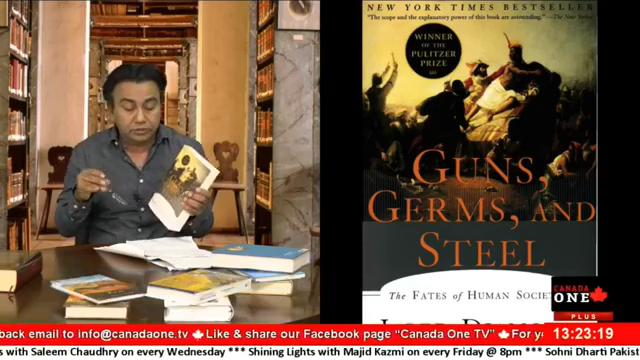 NEW YORK TIMES BESTSELLER
"The scope and the explanatory power of this book are astounding." —The New Yorker
WINNER
OF THE
PULITZER
PRIZE
GUNS,
GERMS, AND
STEEL
The FATES OF HUMAN SOCIE
CANADA
ONE
PLUS
back email to info@canadaone.tv Like & share our Facebook page "Canada One TV" For y
13:23:19
s with Saleem Chaudhry on every Wednesday *** Shining Lights with Majid Kazmi on every Friday @ 8pm *** Sohni Dharti Pakis